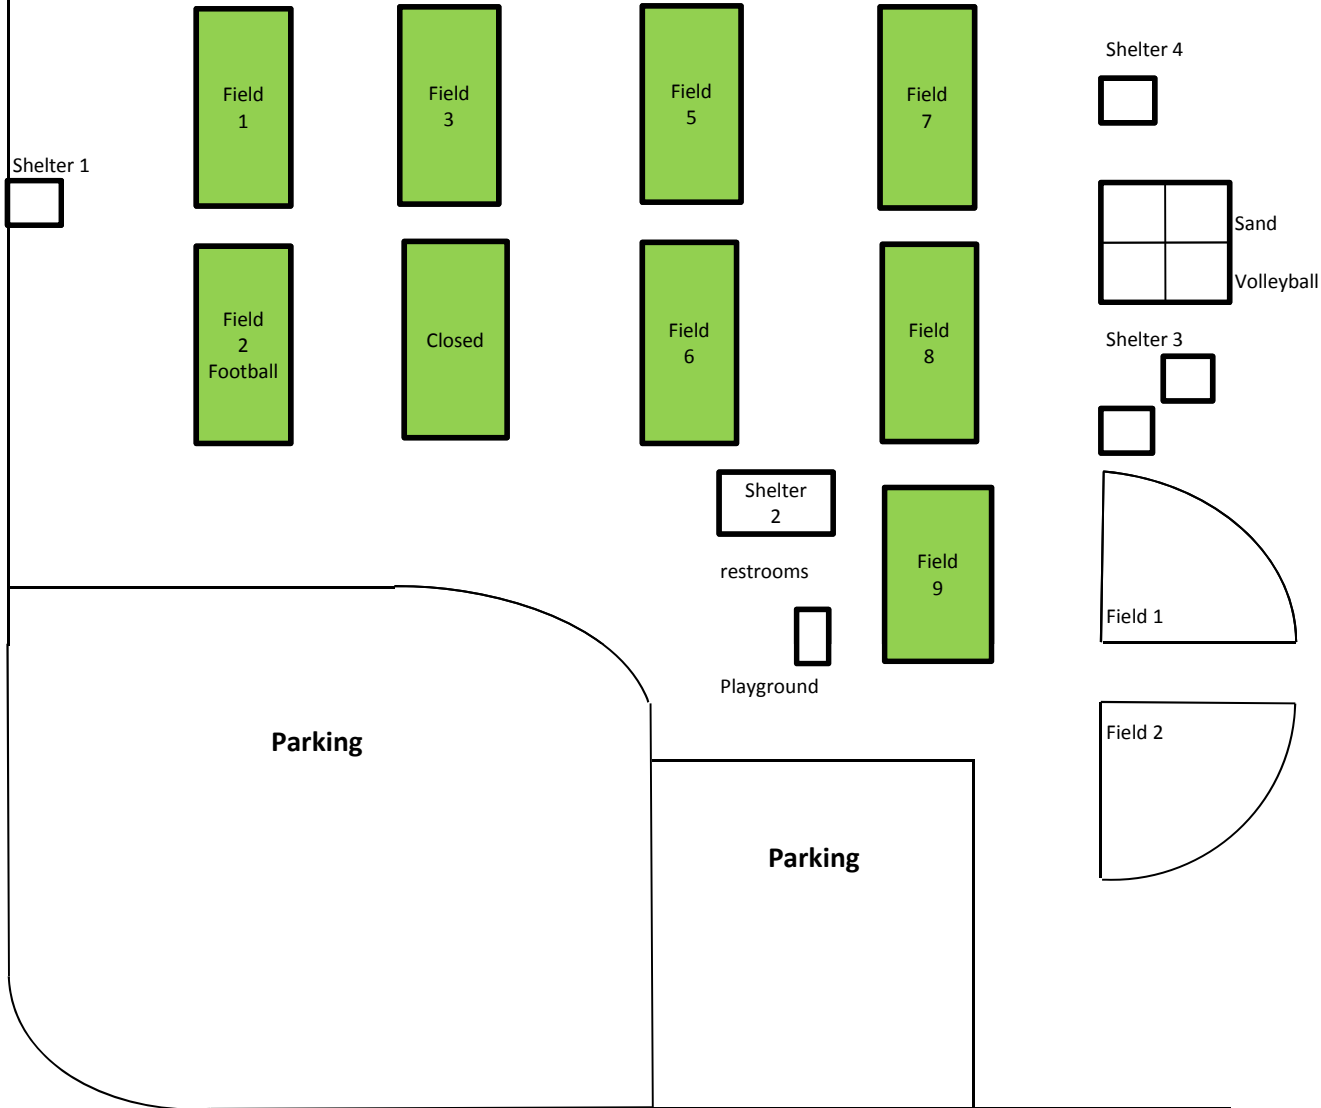 Field
1
Field
3
Field
5
Field
7
Shelter 4
Shelter 1
Sand
Volleyball
Field
2
Football
Closed
Field
6
Field
8
Shelter 3
Shelter
2
restrooms
Field
9
Playground
Field 1
Field 2
Parking
Parking